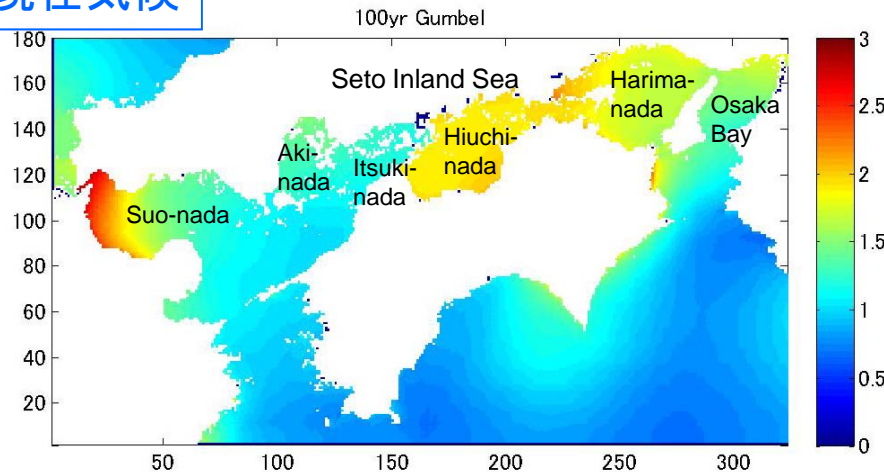 現在気候
100yr Gumbel
180
160
140
120
100
80
60
40
20
50
100
150
200
250
300
Seto Inland Sea
Harima-
nada
Osaka
Bay
Hiuchi-
nada
Aki-
nada
Itsuki-
nada
Suo-nada
3
2.5
2
1.5
1
0.5
0